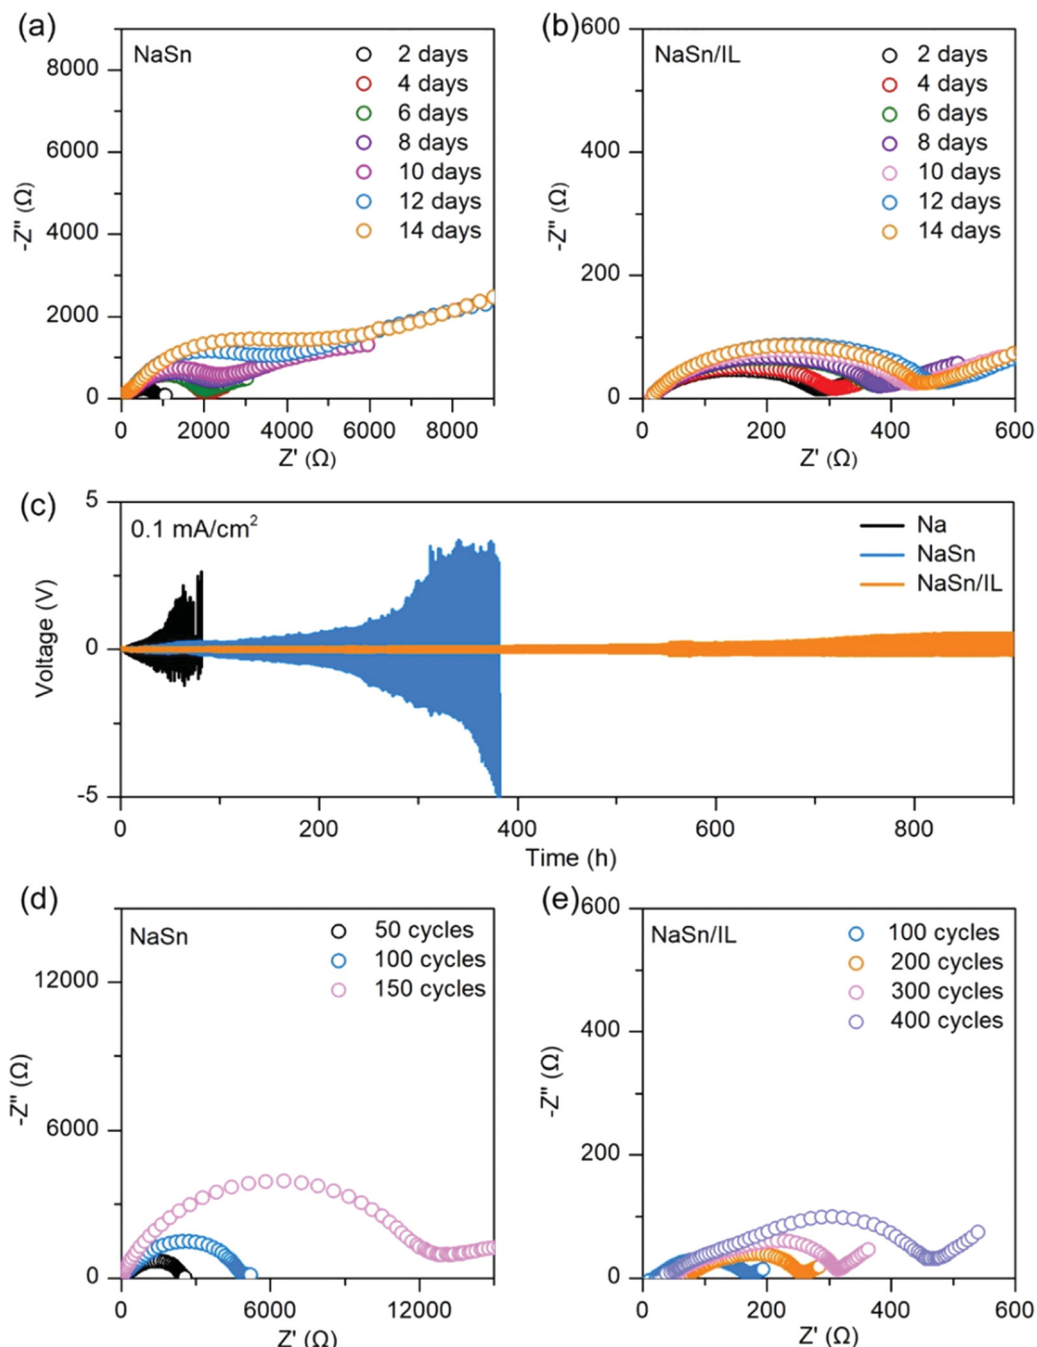 (a)
NaSn
2 days
4 days
6 days
8 days
10 days
12 days
14 days
8000
6000
4000
2000
0
-Z" (Ω)
0 2000 4000 6000 8000
Z' (Ω)
(b)
NaSn/IL
2 days
4 days
6 days
8 days
10 days
12 days
14 days
600
400
200
0
-Z" (Ω)
0 200 400 600
Z' (Ω)
(c)
0.1 mA/cm²
Na
NaSn
NaSn/IL
5
0
-5
Voltage (V)
0 200 400 600 800
Time (h)
(d)
NaSn
50 cycles
100 cycles
150 cycles
12000
6000
0
-Z" (Ω)
0 6000 12000
Z' (Ω)
(e)
NaSn/IL
100 cycles
200 cycles
300 cycles
400 cycles
600
400
200
0
-Z" (Ω)
0 200 400 600
Z' (Ω)